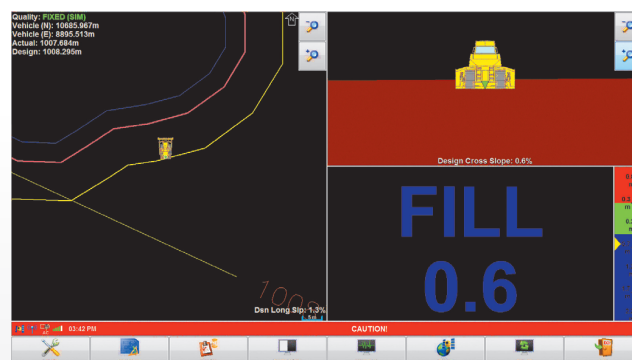 Quality: FIXED (SIM)
Vehicle (N): 10685.967m
Vehicle (E): 8895.513m
Actual: 1007.684m
Design: 1008.295m
N
Dsn Long Slp: 1.3%
Design Cross Slope: 0.6%
FILL
0.6
03:42 PM
CAUTION!